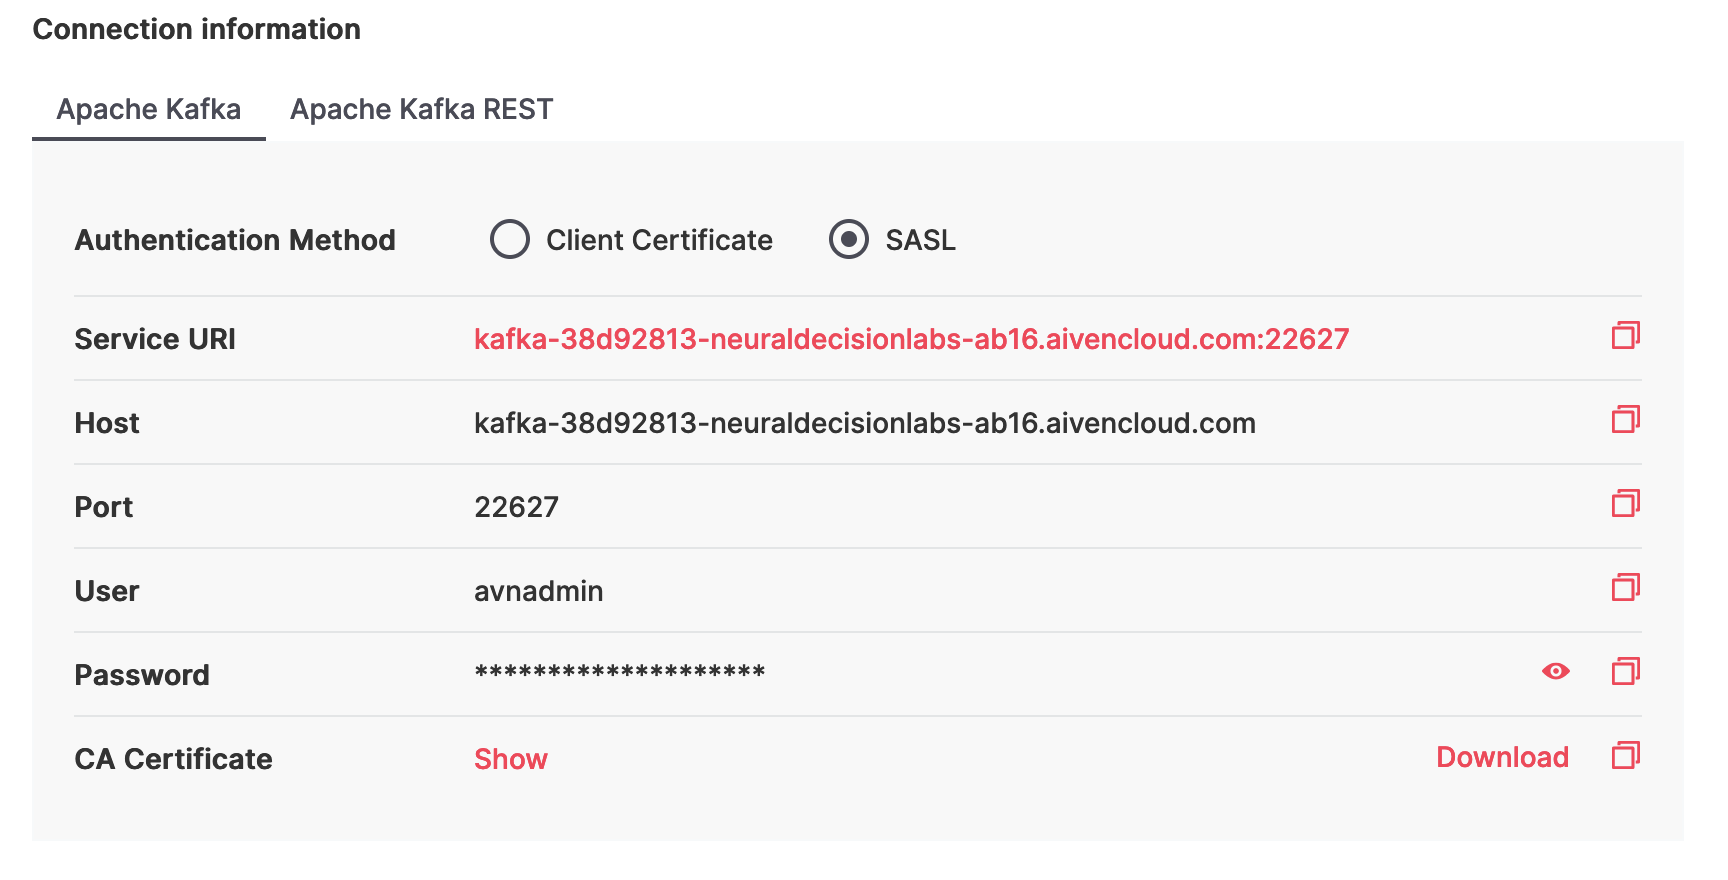 Connection information
Apache Kafka Apache Kafka REST
Authentication Method Client Certificate SASL
Service URI kafka-38d92813-neuraldecisionlabs-ab16.aivencloud.com:22627
Host kafka-38d92813-neuraldecisionlabs-ab16.aivencloud.com
Port 22627
User avnadmin
Password ********************
CA Certificate Show Download